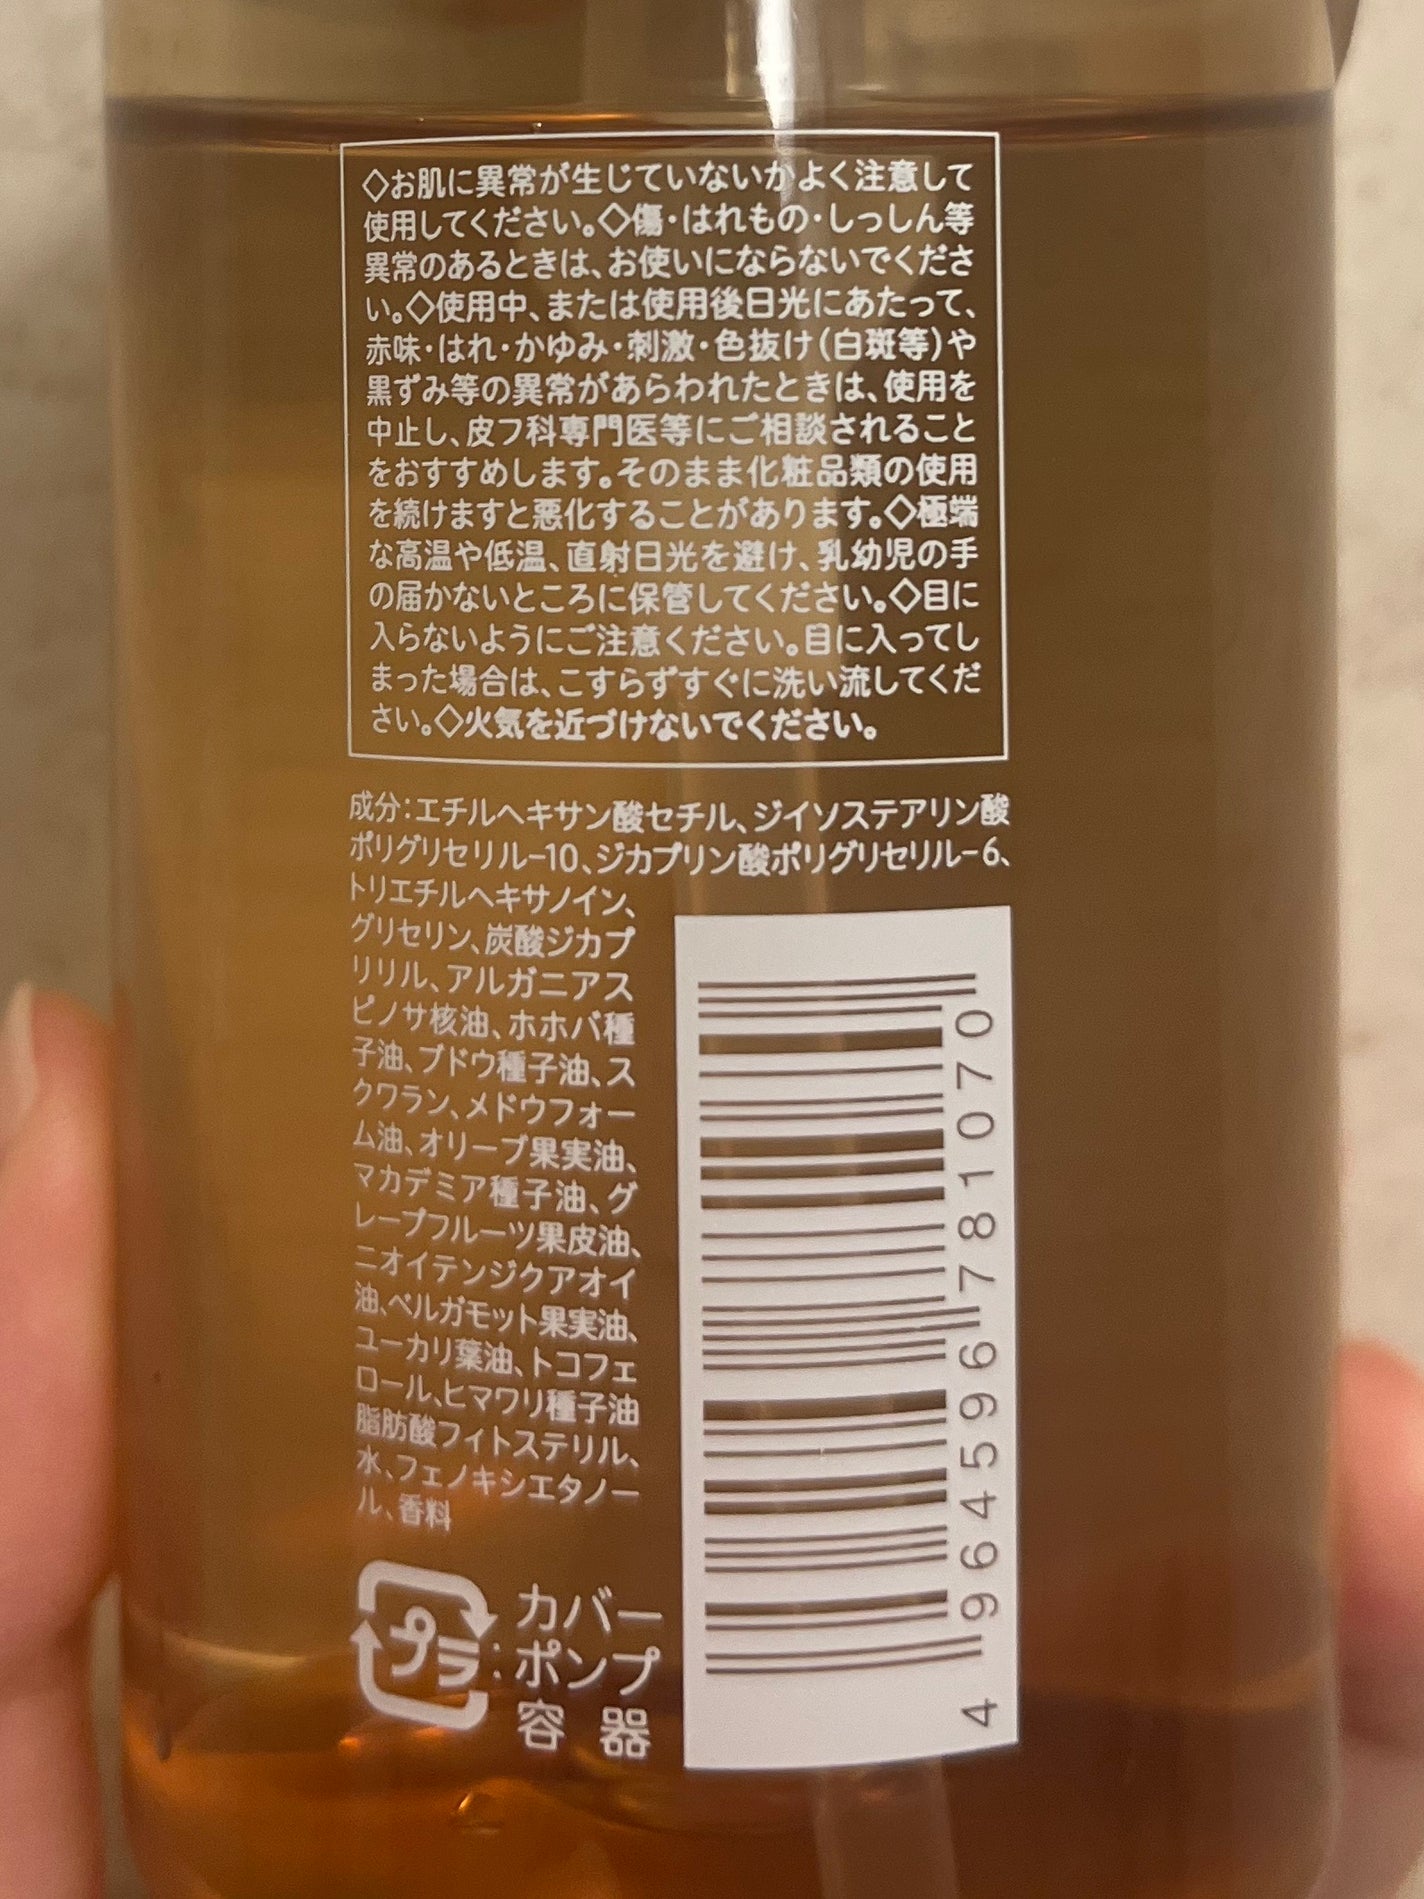 ◇お肌に異常が生じていないかよく注意して
使用してください。◇傷・はれもの・しっしん等
異常のあるときは、お使いにならないでくださ
い。◇使用中、または使用後日光にあたって、
赤味・はれ・かゆみ・刺激・色抜け(白斑等)や
黒ずみ等の異常があらわれたときは、使用を
中止し、皮フ科専門医等にご相談されること
をおすすめします。そのまま化粧品類の使用
を続けますと悪化することがあります。◇極端
な高温や低温、直射日光を避け、乳幼児の手
の届かないところに保管してください。◇目に
入らないようにご注意ください。目に入ってし
まった場合は、こすらずすぐに洗い流してくだ
さい。◇火気を近づけないでください。
成分：エチルヘキサン酸セチル、ジイソステアリン酸
ポリグリセリル-10、ジカプリン酸ポリグリセリル-6、
トリエチルヘキサノイン、
グリセリン、炭酸ジカプ
リリル、アルガニアス
ピノサ核油、ホホバ種
子油、ブドウ種子油、ス
クワラン、メドウフォー
ム油、オリーブ果実油、
マカデミア種子油、グ
レープフルーツ果皮油、
ニオイテンジクアオイ
油、ベルガモット果実油、
ユーカリ葉油、トコフェ
ロール、ヒマワリ種子油
脂肪酸フィトステリル、
水、フェノキシエタノー
ル、香料
プラ：カバー
ポンプ
容器
4 964596 781070